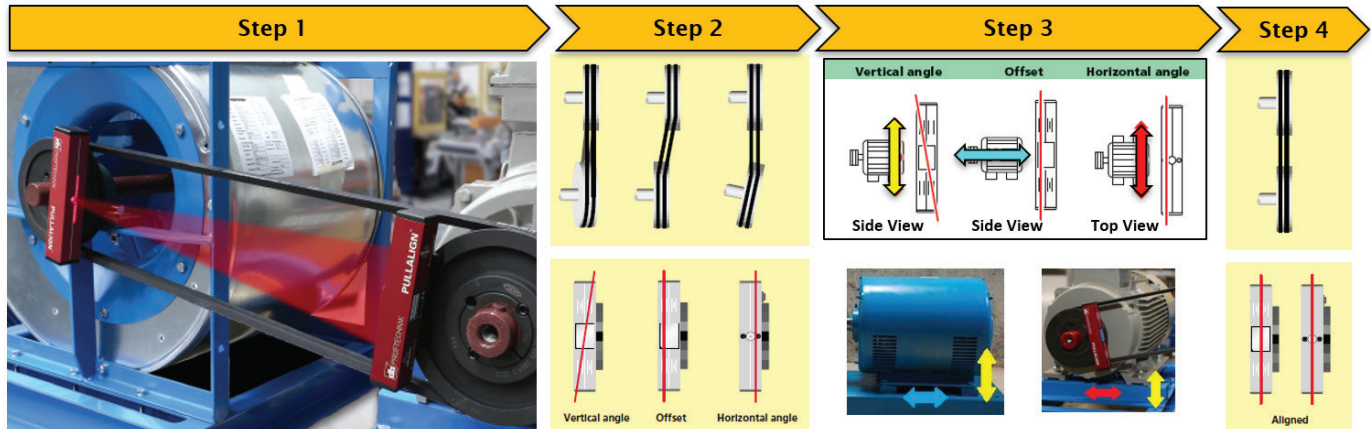 Step 1
Step 2
Step 3
Step 4
PULLALIGN
PULLALIGN
PRÜFTECHNIK
Vertical angle
Offset
Horizontal angle
Vertical angle
Offset
Horizontal angle
Side View
Side View
Top View
PULLALIGN
Aligned